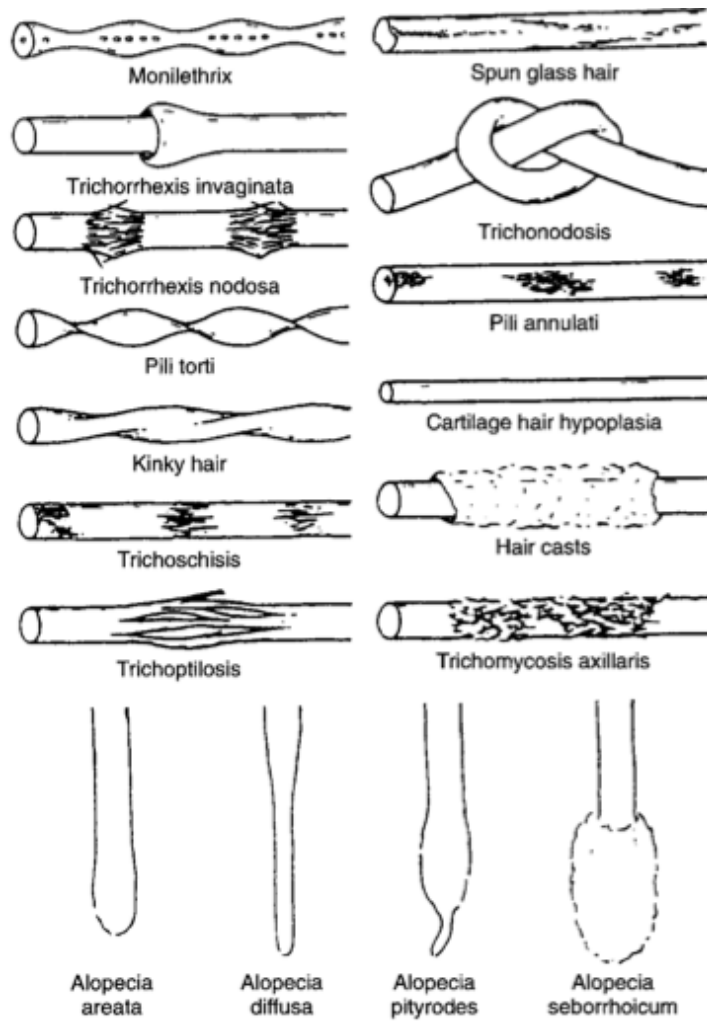 Monilethrix
Spun glass hair
Trichorrhexis invaginata
Trichonodosis
Trichorrhexis nodosa
Pili annulati
Pili torti
Cartilage hair hypoplasia
Kinky hair
Hair casts
Trichoschisis
Trichomycosis axillaris
Trichoptilosis
Alopecia
areata
Alopecia
diffusa
Alopecia
pityrodes
Alopecia
seborrhoicum